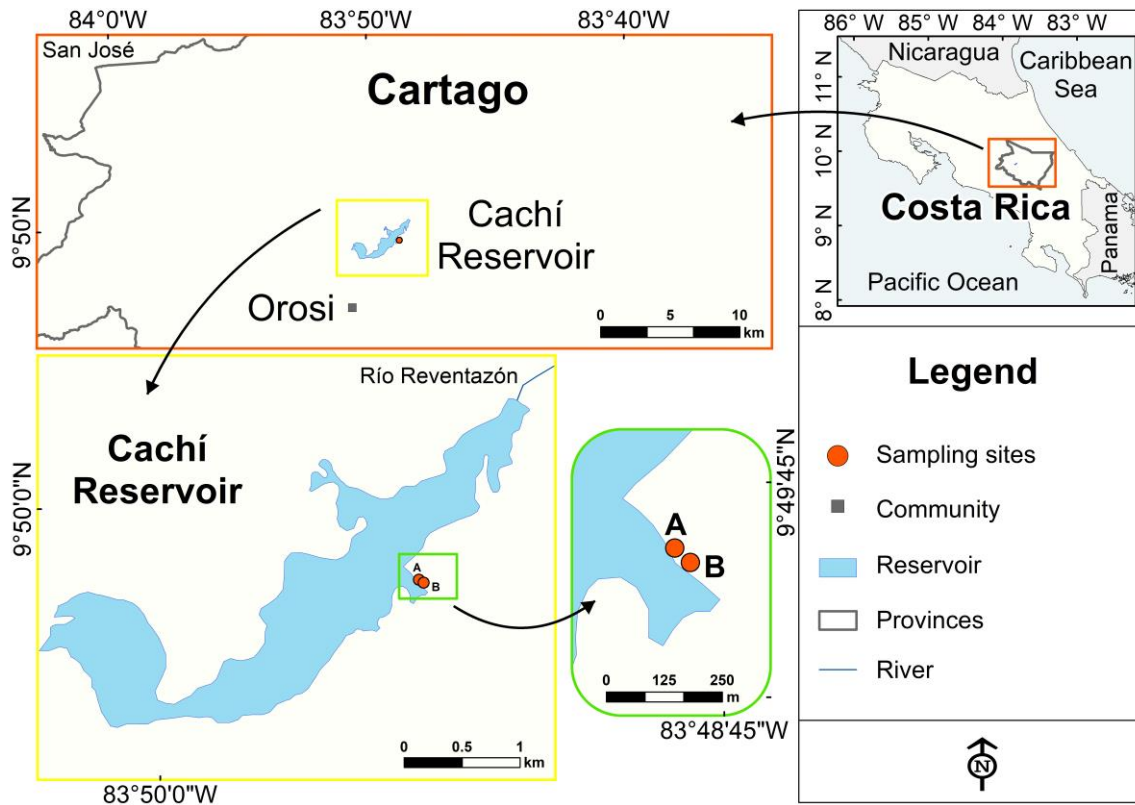 84° W
83°50' W
83°40' W
San José
Cartago
9°50'N
Cachí
Reservoir
Orosi
0 5 10
km
86° W 85° W 84° W 83° W
11° N
10° N
9° N
8° N
Nicaragua
Caribbean
Sea
Costa Rica
Panama
Pacific Ocean
Río Reventazón
Cachí
Reservoir
9°50'0"N
A
B
0 0.5 1
km
83°50'0"W
A
B
9°49'45"N
0 125 250
m
83°48'45"W
Legend
Sampling sites
Community
Reservoir
Provinces
River
N